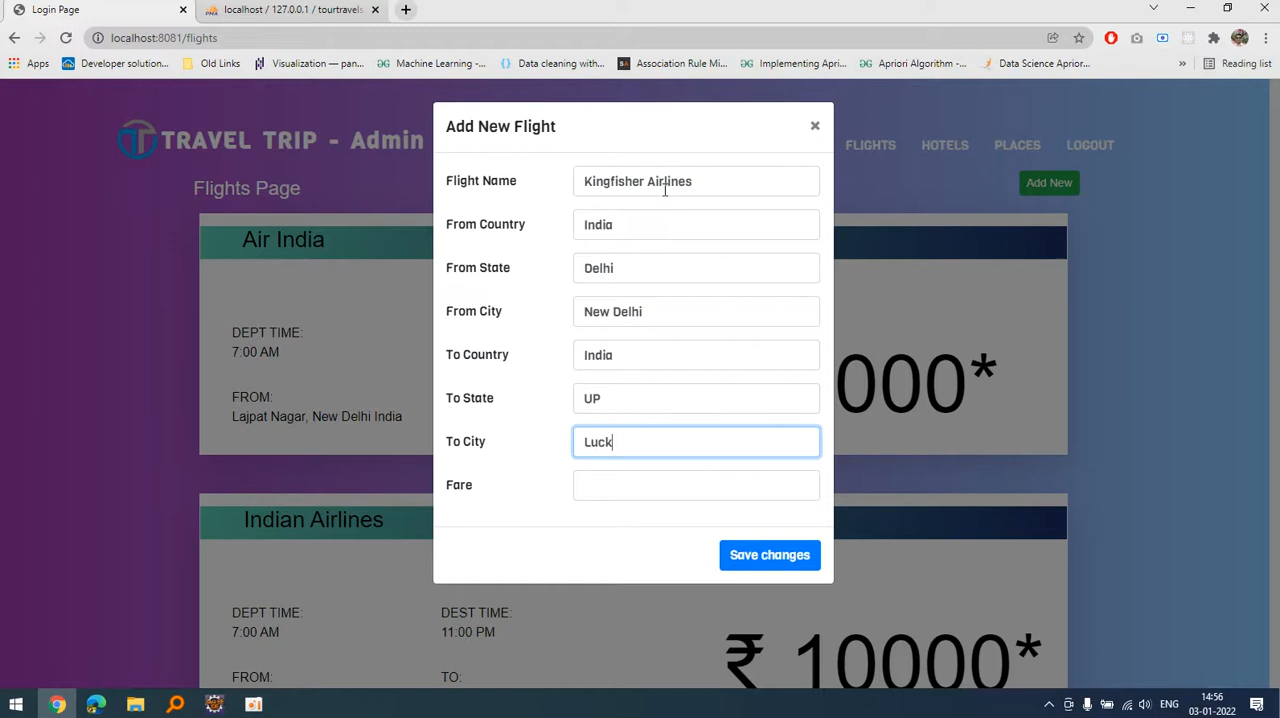 Login Page
localhost / 127.0.0.1 / tourtravels
localhost:8081/flights
Apps
Developer solution...
Old Links
Visualization — pan...
Machine Learning -...
Data cleaning with...
Association Rule Mi...
Implementing Apri...
Apriori Algorithm -...
Data Science Aprior...
»
Reading list
TRAVEL TRIP - Admin
FLIGHTS
HOTELS
PLACES
LOGOUT
Flights Page
Add New
Add New Flight
×
Flight Name
Kingfisher Airlines
From Country
India
From State
Delhi
From City
New Delhi
To Country
India
To State
UP
To City
Luck
Fare
Save changes
Air India
DEPT TIME:
7:00 AM
FROM:
Lajpat Nagar, New Delhi India
000*
Indian Airlines
DEPT TIME:
7:00 AM
DEST TIME:
11:00 PM
₹ 10000*
FROM:
TO:
ENG
14:56
03-01-2022